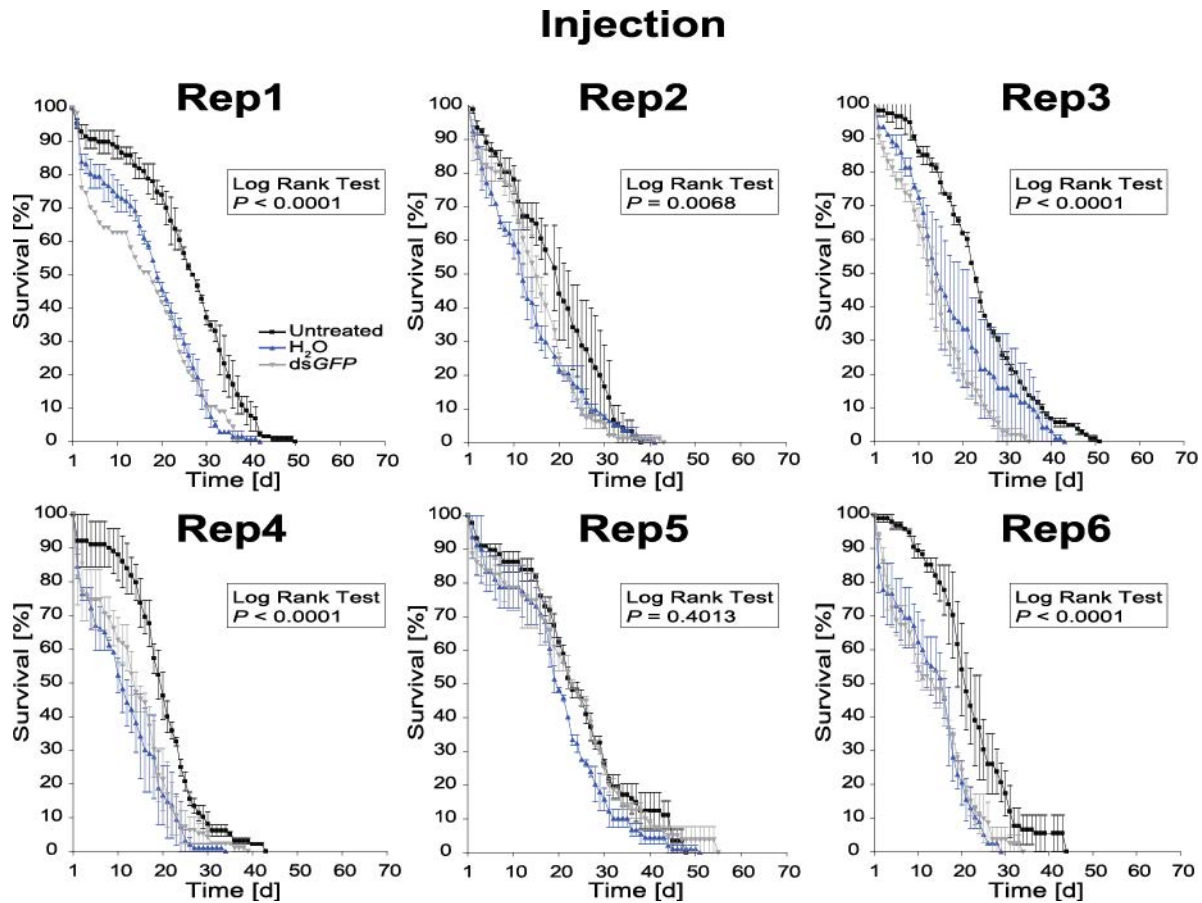 Injection
Rep1
100
90
80
70
60
50
40
30
20
10
0
Survival [%]
Log Rank Test
P < 0.0001
Untreated
H₂O
dsGFP
1 10 20 30 40 50 60 70
Time [d]
Rep2
100
90
80
70
60
50
40
30
20
10
0
Survival [%]
Log Rank Test
P = 0.0068
1 10 20 30 40 50 60 70
Time [d]
Rep3
100
90
80
70
60
50
40
30
20
10
0
Survival [%]
Log Rank Test
P < 0.0001
1 10 20 30 40 50 60 70
Time [d]
Rep4
100
90
80
70
60
50
40
30
20
10
0
Survival [%]
Log Rank Test
P < 0.0001
1 10 20 30 40 50 60 70
Time [d]
Rep5
100
90
80
70
60
50
40
30
20
10
0
Survival [%]
Log Rank Test
P = 0.4013
1 10 20 30 40 50 60 70
Time [d]
Rep6
100
90
80
70
60
50
40
30
20
10
0
Survival [%]
Log Rank Test
P < 0.0001
1 10 20 30 40 50 60 70
Time [d]